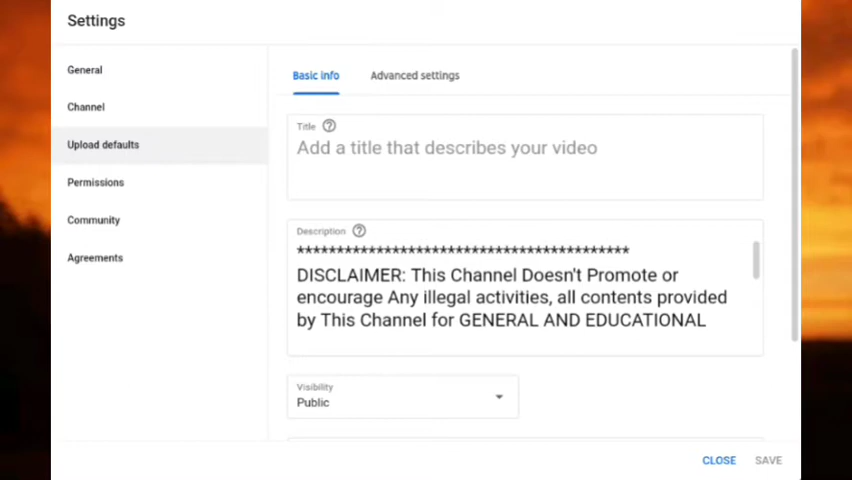 Settings
General
Channel
Upload defaults
Permissions
Community
Agreements
Basic info
Advanced settings
Title
Add a title that describes your video
Description
******************************************
DISCLAIMER: This Channel Doesn't Promote or
encourage Any illegal activities, all contents provided
by This Channel for GENERAL AND EDUCATIONAL
Visibility
Public
CLOSE SAVE